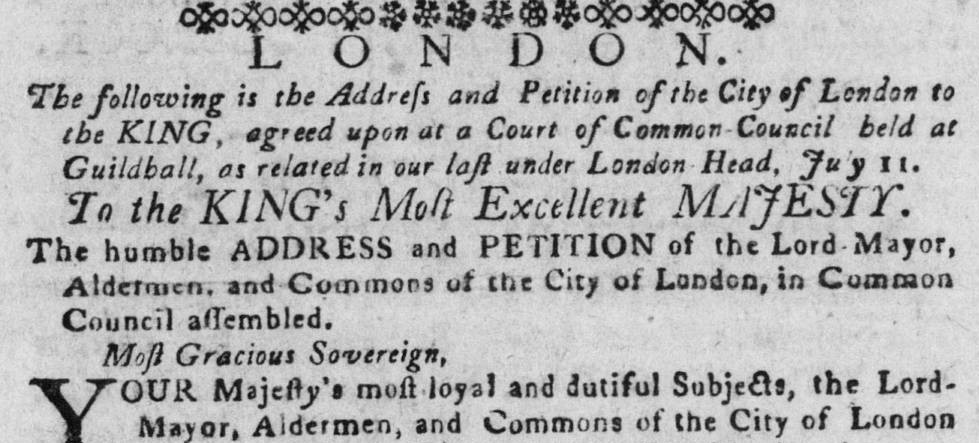 LONDON.
The following is the Addreſs and Petition of the City of London to
the KING, agreed upon at a Court of Common-Council held at
Guildhall, as related in our laſt under London Head, Ju'y 11.
To the KING's Moſt Excellent MAJESTY.
The humble ADDRESS and PETITION of the Lord-Mayor,
Aldermen, and Commons of the City of London, in Common
Council aſſembled.
Moſt Gracious Sovereign,
YOUR Majeſty's moſt loyal and dutiful Subjects, the Lord-
Mayor, Aldermen, and Commons of the City of London